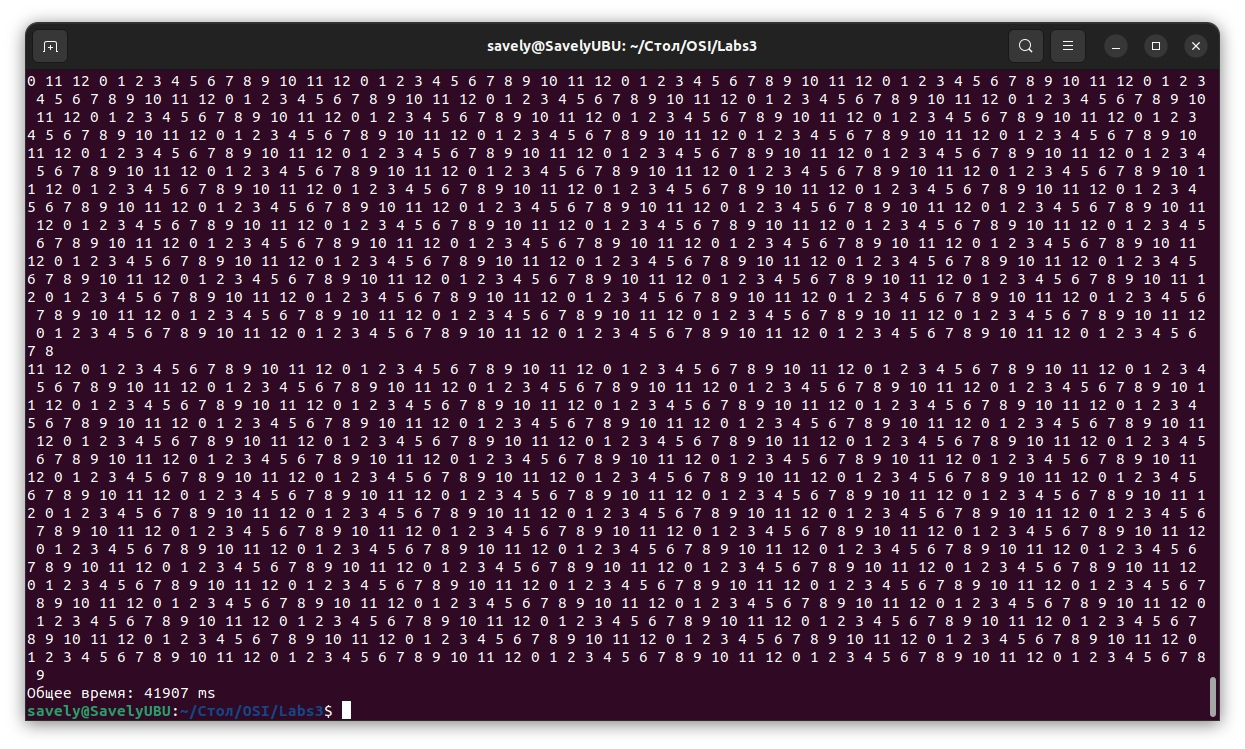 savely@SavelyUBU: ~/Стол/OSI/Labs3
0 11 12 0 1 2 3 4 5 6 7 8 9 10 11 12 0 1 2 3 4 5 6 7 8 9 10 11 12 0 1 2 3 4 5 6 7 8 9 10 11 12 0 1 2 3 4 5 6 7 8 9 10 11 12 0 1 2 3
4 5 6 7 8 9 10 11 12 0 1 2 3 4 5 6 7 8 9 10 11 12 0 1 2 3 4 5 6 7 8 9 10 11 12 0 1 2 3 4 5 6 7 8 9 10 11 12 0 1 2 3 4 5 6 7 8 9 10
11 12 0 1 2 3 4 5 6 7 8 9 10 11 12 0 1 2 3 4 5 6 7 8 9 10 11 12 0 1 2 3 4 5 6 7 8 9 10 11 12 0 1 2 3 4 5 6 7 8 9 10 11 12 0 1 2 3
4 5 6 7 8 9 10 11 12 0 1 2 3 4 5 6 7 8 9 10 11 12 0 1 2 3 4 5 6 7 8 9 10 11 12 0 1 2 3 4 5 6 7 8 9 10 11 12 0 1 2 3 4 5 6 7 8 9 10
11 12 0 1 2 3 4 5 6 7 8 9 10 11 12 0 1 2 3 4 5 6 7 8 9 10 11 12 0 1 2 3 4 5 6 7 8 9 10 11 12 0 1 2 3 4 5 6 7 8 9 10 11 12 0 1 2 3 4
5 6 7 8 9 10 11 12 0 1 2 3 4 5 6 7 8 9 10 11 12 0 1 2 3 4 5 6 7 8 9 10 11 12 0 1 2 3 4 5 6 7 8 9 10 11 12 0 1 2 3 4 5 6 7 8 9 10 1
1 12 0 1 2 3 4 5 6 7 8 9 10 11 12 0 1 2 3 4 5 6 7 8 9 10 11 12 0 1 2 3 4 5 6 7 8 9 10 11 12 0 1 2 3 4 5 6 7 8 9 10 11 12 0 1 2 3 4
5 6 7 8 9 10 11 12 0 1 2 3 4 5 6 7 8 9 10 11 12 0 1 2 3 4 5 6 7 8 9 10 11 12 0 1 2 3 4 5 6 7 8 9 10 11 12 0 1 2 3 4 5 6 7 8 9 10 11
12 0 1 2 3 4 5 6 7 8 9 10 11 12 0 1 2 3 4 5 6 7 8 9 10 11 12 0 1 2 3 4 5 6 7 8 9 10 11 12 0 1 2 3 4 5 6 7 8 9 10 11 12 0 1 2 3 4 5
6 7 8 9 10 11 12 0 1 2 3 4 5 6 7 8 9 10 11 12 0 1 2 3 4 5 6 7 8 9 10 11 12 0 1 2 3 4 5 6 7 8 9 10 11 12 0 1 2 3 4 5 6 7 8 9 10 11
12 0 1 2 3 4 5 6 7 8 9 10 11 12 0 1 2 3 4 5 6 7 8 9 10 11 12 0 1 2 3 4 5 6 7 8 9 10 11 12 0 1 2 3 4 5 6 7 8 9 10 11 12 0 1 2 3 4 5
6 7 8 9 10 11 12 0 1 2 3 4 5 6 7 8 9 10 11 12 0 1 2 3 4 5 6 7 8 9 10 11 12 0 1 2 3 4 5 6 7 8 9 10 11 12 0 1 2 3 4 5 6 7 8 9 10 11 1
2 0 1 2 3 4 5 6 7 8 9 10 11 12 0 1 2 3 4 5 6 7 8 9 10 11 12 0 1 2 3 4 5 6 7 8 9 10 11 12 0 1 2 3 4 5 6 7 8 9 10 11 12 0 1 2 3 4 5 6
7 8 9 10 11 12 0 1 2 3 4 5 6 7 8 9 10 11 12 0 1 2 3 4 5 6 7 8 9 10 11 12 0 1 2 3 4 5 6 7 8 9 10 11 12 0 1 2 3 4 5 6 7 8 9 10 11 12
0 1 2 3 4 5 6 7 8 9 10 11 12 0 1 2 3 4 5 6 7 8 9 10 11 12 0 1 2 3 4 5 6 7 8 9 10 11 12 0 1 2 3 4 5 6 7 8 9 10 11 12 0 1 2 3 4 5 6
7 8
11 12 0 1 2 3 4 5 6 7 8 9 10 11 12 0 1 2 3 4 5 6 7 8 9 10 11 12 0 1 2 3 4 5 6 7 8 9 10 11 12 0 1 2 3 4 5 6 7 8 9 10 11 12 0 1 2 3 4
5 6 7 8 9 10 11 12 0 1 2 3 4 5 6 7 8 9 10 11 12 0 1 2 3 4 5 6 7 8 9 10 11 12 0 1 2 3 4 5 6 7 8 9 10 11 12 0 1 2 3 4 5 6 7 8 9 10 1
1 12 0 1 2 3 4 5 6 7 8 9 10 11 12 0 1 2 3 4 5 6 7 8 9 10 11 12 0 1 2 3 4 5 6 7 8 9 10 11 12 0 1 2 3 4 5 6 7 8 9 10 11 12 0 1 2 3 4
5 6 7 8 9 10 11 12 0 1 2 3 4 5 6 7 8 9 10 11 12 0 1 2 3 4 5 6 7 8 9 10 11 12 0 1 2 3 4 5 6 7 8 9 10 11 12 0 1 2 3 4 5 6 7 8 9 10 11
12 0 1 2 3 4 5 6 7 8 9 10 11 12 0 1 2 3 4 5 6 7 8 9 10 11 12 0 1 2 3 4 5 6 7 8 9 10 11 12 0 1 2 3 4 5 6 7 8 9 10 11 12 0 1 2 3 4 5
6 7 8 9 10 11 12 0 1 2 3 4 5 6 7 8 9 10 11 12 0 1 2 3 4 5 6 7 8 9 10 11 12 0 1 2 3 4 5 6 7 8 9 10 11 12 0 1 2 3 4 5 6 7 8 9 10 11
12 0 1 2 3 4 5 6 7 8 9 10 11 12 0 1 2 3 4 5 6 7 8 9 10 11 12 0 1 2 3 4 5 6 7 8 9 10 11 12 0 1 2 3 4 5 6 7 8 9 10 11 12 0 1 2 3 4 5
6 7 8 9 10 11 12 0 1 2 3 4 5 6 7 8 9 10 11 12 0 1 2 3 4 5 6 7 8 9 10 11 12 0 1 2 3 4 5 6 7 8 9 10 11 12 0 1 2 3 4 5 6 7 8 9 10 11 1
2 0 1 2 3 4 5 6 7 8 9 10 11 12 0 1 2 3 4 5 6 7 8 9 10 11 12 0 1 2 3 4 5 6 7 8 9 10 11 12 0 1 2 3 4 5 6 7 8 9 10 11 12 0 1 2 3 4 5 6
7 8 9 10 11 12 0 1 2 3 4 5 6 7 8 9 10 11 12 0 1 2 3 4 5 6 7 8 9 10 11 12 0 1 2 3 4 5 6 7 8 9 10 11 12 0 1 2 3 4 5 6 7 8 9 10 11 12
0 1 2 3 4 5 6 7 8 9 10 11 12 0 1 2 3 4 5 6 7 8 9 10 11 12 0 1 2 3 4 5 6 7 8 9 10 11 12 0 1 2 3 4 5 6 7 8 9 10 11 12 0 1 2 3 4 5 6
7 8 9 10 11 12 0 1 2 3 4 5 6 7 8 9 10 11 12 0 1 2 3 4 5 6 7 8 9 10 11 12 0 1 2 3 4 5 6 7 8 9 10 11 12 0 1 2 3 4 5 6 7 8 9 10 11 12
0 1 2 3 4 5 6 7 8 9 10 11 12 0 1 2 3 4 5 6 7 8 9 10 11 12 0 1 2 3 4 5 6 7 8 9 10 11 12 0 1 2 3 4 5 6 7 8 9 10 11 12 0 1 2 3 4 5 6 7
8 9 10 11 12 0 1 2 3 4 5 6 7 8 9 10 11 12 0 1 2 3 4 5 6 7 8 9 10 11 12 0 1 2 3 4 5 6 7 8 9 10 11 12 0 1 2 3 4 5 6 7 8 9 10 11 12 0
1 2 3 4 5 6 7 8 9 10 11 12 0 1 2 3 4 5 6 7 8 9 10 11 12 0 1 2 3 4 5 6 7 8 9 10 11 12 0 1 2 3 4 5 6 7 8 9 10 11 12 0 1 2 3 4 5 6 7
8 9 10 11 12 0 1 2 3 4 5 6 7 8 9 10 11 12 0 1 2 3 4 5 6 7 8 9 10 11 12 0 1 2 3 4 5 6 7 8 9 10 11 12 0 1 2 3 4 5 6 7 8 9 10 11 12 0
1 2 3 4 5 6 7 8 9 10 11 12 0 1 2 3 4 5 6 7 8 9 10 11 12 0 1 2 3 4 5 6 7 8 9 10 11 12 0 1 2 3 4 5 6 7 8 9 10 11 12 0 1 2 3 4 5 6 7 8
9
Общее время: 41907 ms
savely@SavelyUBU:~/Стол/OSI/Labs3$